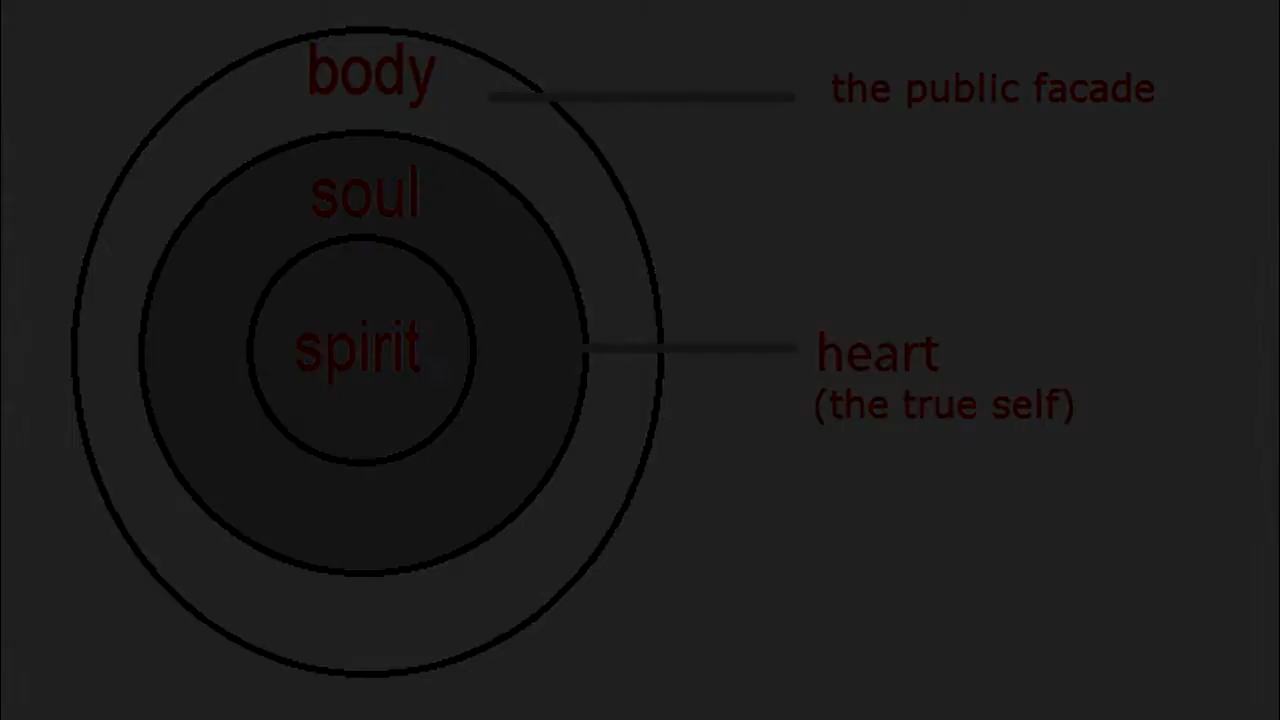 body
the public facade
soul
spirit
heart
(the true self)